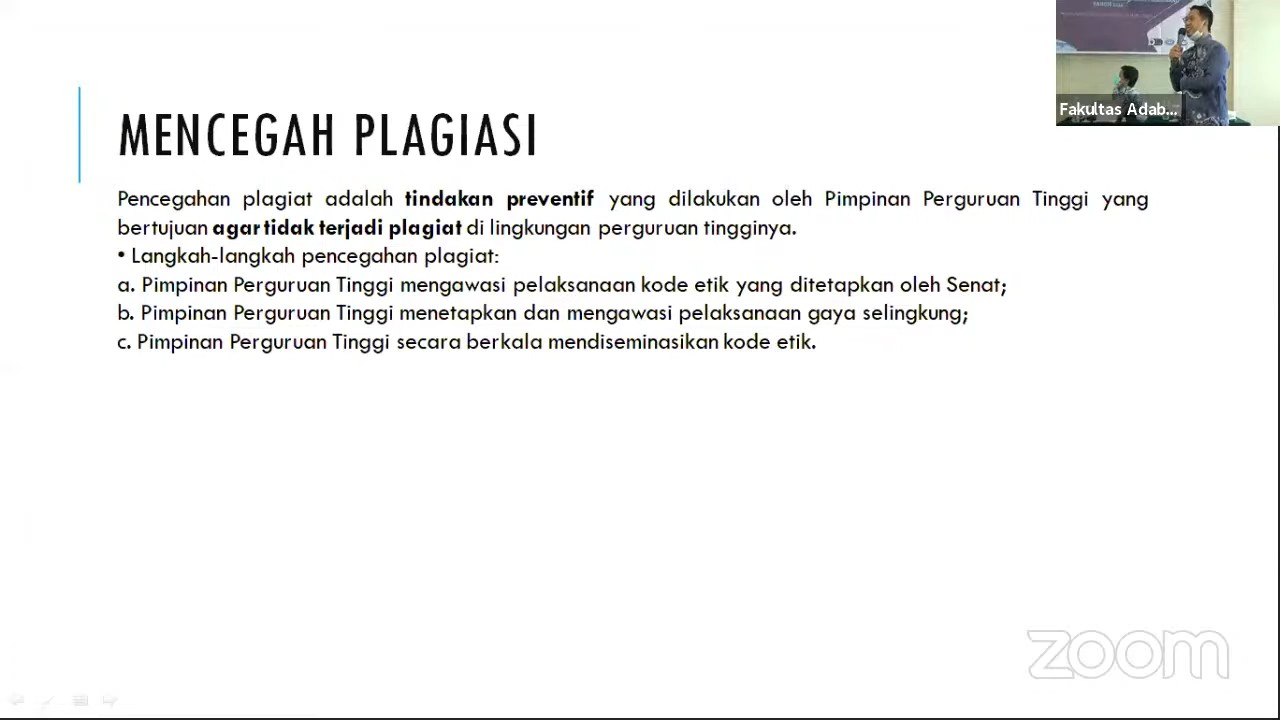 Fakultas Adab...
MENCEGAH PLAGIASI
Pencegahan plagiat adalah tindakan preventif yang dilakukan oleh Pimpinan Perguruan Tinggi yang
bertujuan agar tidak terjadi plagiat di lingkungan perguruan tingginya.
• Langkah-langkah pencegahan plagiat:
a. Pimpinan Perguruan Tinggi mengawasi pelaksanaan kode etik yang ditetapkan oleh Senat;
b. Pimpinan Perguruan Tinggi menetapkan dan mengawasi pelaksanaan gaya selingkung;
c. Pimpinan Perguruan Tinggi secara berkala mendiseminasikan kode etik.
zoom